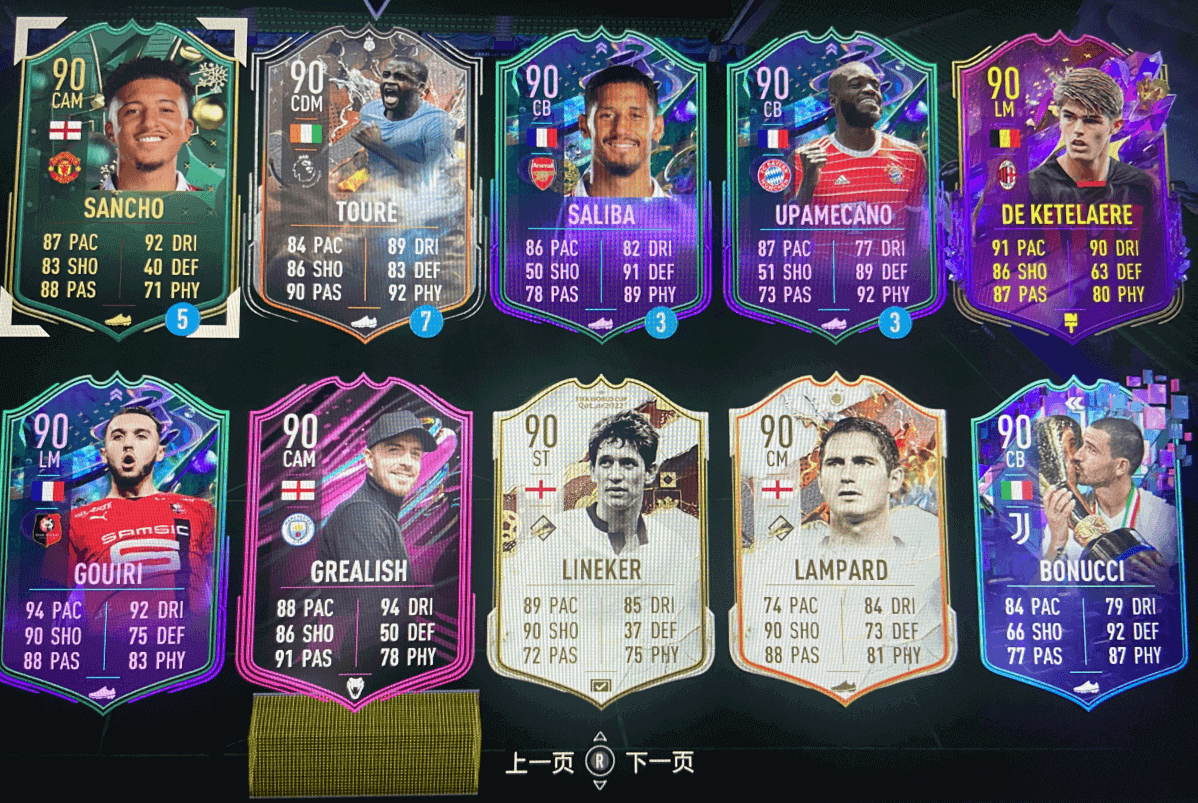 90
CAM
SANCHO
87 PAC 92 DRI
83 SHO 40 DEF
88 PAS 71 PHY
5
90
CDM
TOURE
84 PAC 89 DRI
86 SHO 83 DEF
90 PAS 92 PHY
7
90
CB
Arsenal
SALIBA
86 PAC 82 DRI
50 SHO 91 DEF
78 PAS 89 PHY
3
90
CB
UPAMECANO
87 PAC 77 DRI
51 SHO 89 DEF
73 PAS 92 PHY
3
90
LM
DE KETELAERE
91 PAC 90 DRI
86 SHO 63 DEF
87 PAS 80 PHY
90
LM
SAMSIC
GOUIRI
94 PAC 92 DRI
90 SHO 75 DEF
88 PAS 83 PHY
90
CAM
GREALISH
88 PAC 94 DRI
86 SHO 50 DEF
91 PAS 78 PHY
FIFA WORLD CUP
Qatar2022
90
ST
LINEKER
89 PAC 85 DRI
90 SHO 37 DEF
72 PAS 75 PHY
90
CM
LAMPARD
74 PAC 84 DRI
90 SHO 73 DEF
88 PAS 81 PHY
90
CB
BONUCCI
84 PAC 79 DRI
66 SHO 92 DEF
77 PAS 87 PHY
上一页 R 下一页